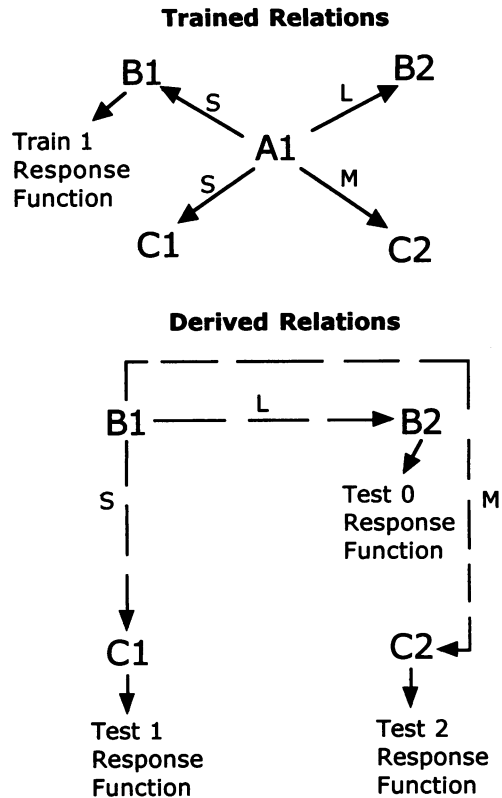 Trained Relations
B1
B2
S
L
Train 1
Response
Function
A1
S
M
C1
C2
Derived Relations
B1
L
B2
S
Test 0
Response
Function
M
C1
C2
Test 1
Response
Function
Test 2
Response
Function